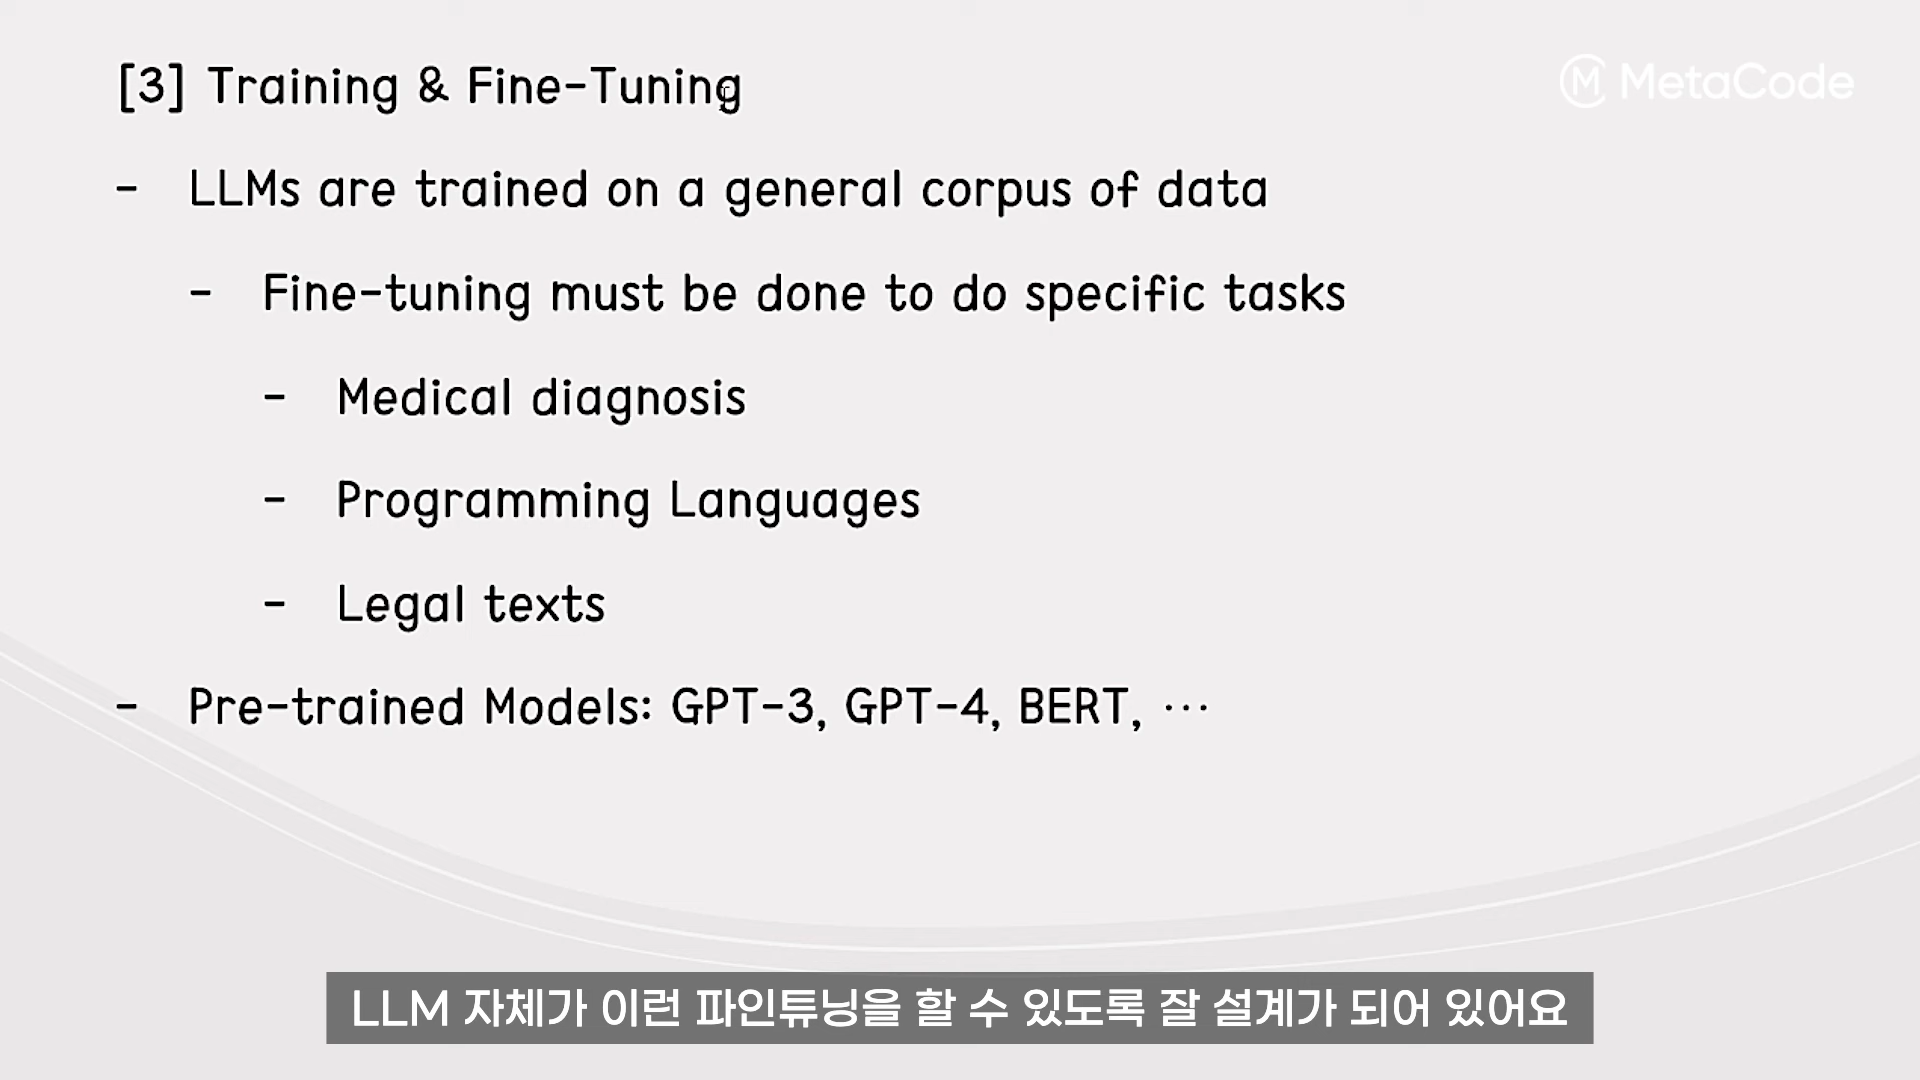 [3] Training & Fine-Tuning
MetaCode
- LLMs are trained on a general corpus of data
- Fine-tuning must be done to do specific tasks
- Medical diagnosis
- Programming Languages
- Legal texts
- Pre-trained Models: GPT-3, GPT-4, BERT, ⋯
LLM 자체가 이런 파인튜닝을 할 수 있도록 잘 설계가 되어 있어요